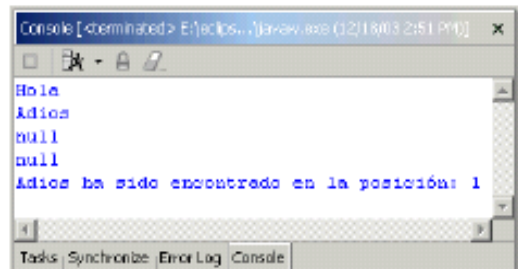 Console [<terminated> E:\eclips...\javaw.exe (12/18/03 2:51 PM)]
Hola
Adios
null
null
Adios ha sido encontrado en la posición: 1
Tasks Synchronize Error Log Console